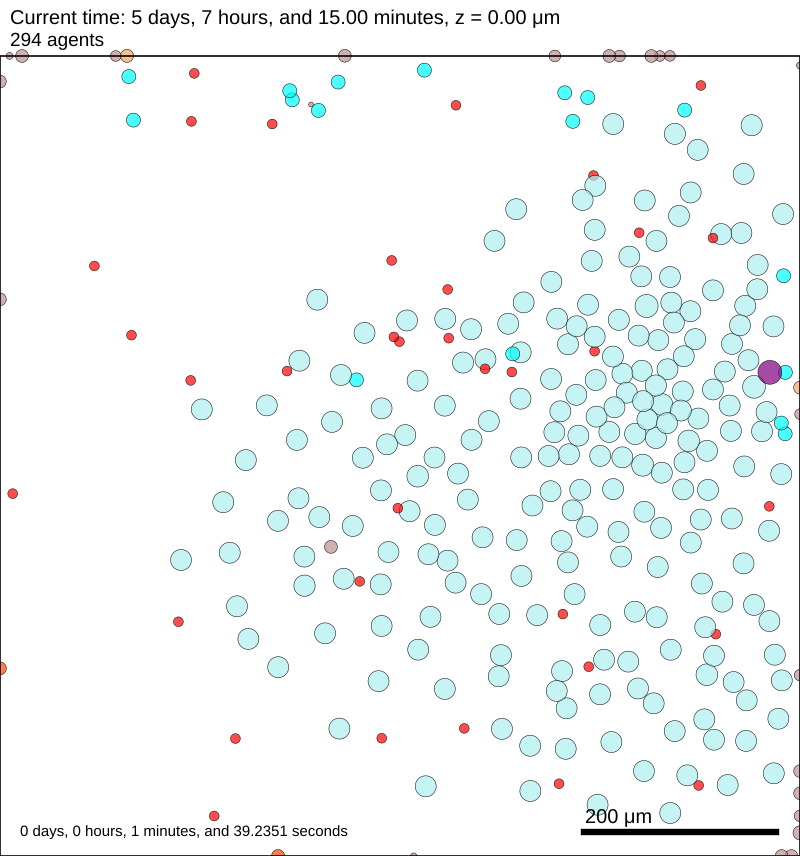 Current time: 5 days, 7 hours, and 15.00 minutes, z = 0.00 μm
294 agents
200 μm
0 days, 0 hours, 1 minutes, and 39.2351 seconds